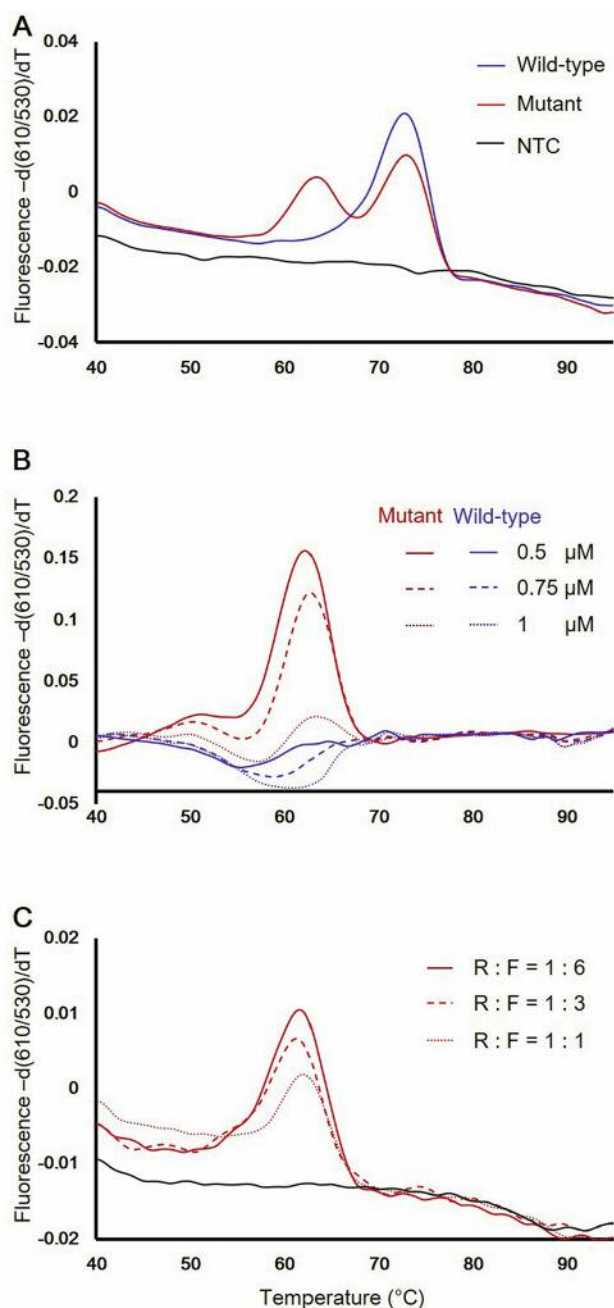 A
Fluorescence –d(610/530)/dT
0.04
0.02
0
-0.02
-0.04
Wild-type
Mutant
NTC
40 50 60 70 80 90
B
Fluorescence –d(610/530)/dT
0.2
0.15
0.1
0.05
0
-0.05
Mutant Wild-type
0.5 µM
0.75 µM
1 µM
40 50 60 70 80 90
C
Fluorescence –d(610/530)/dT
0.02
0.01
0
-0.01
-0.02
R : F = 1 : 6
R : F = 1 : 3
R : F = 1 : 1
40 50 60 70 80 90
Temperature (°C)